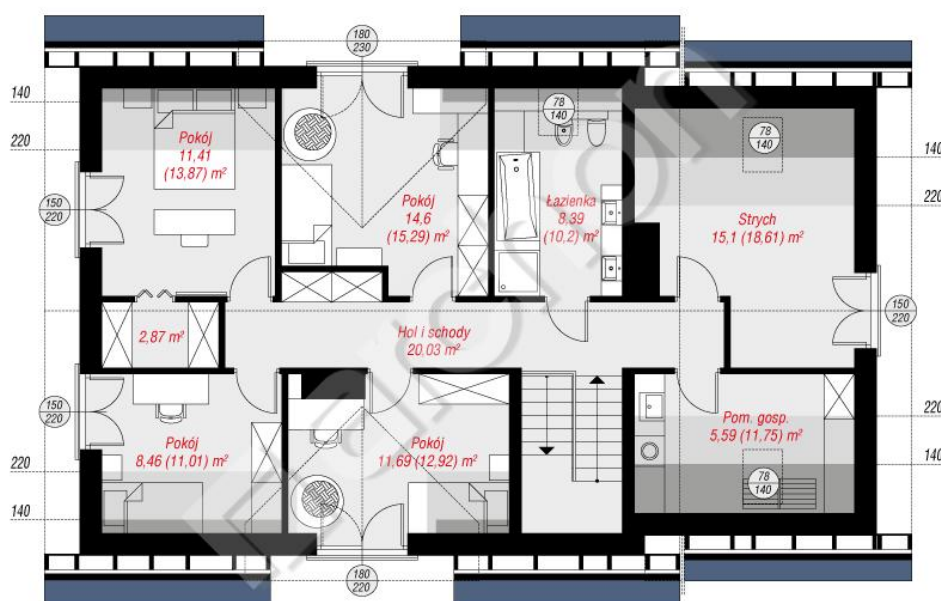 180
230
140
220
78
140
78
140
140
220
Pokój
11,41
(13,87) m²
Pokój
14,6
(15,29) m²
Łazienka
8,39
(10,2) m²
Strych
15,1 (18,61) m²
150
220
2,87 m²
Hol i schody
20,03 m²
150
220
150
220
Pokój
8,46 (11,01) m²
Pokój
11,69 (12,92) m²
Pom. gosp.
5,59 (11,75) m²
220
140
220
140
78
140
180
220
archon